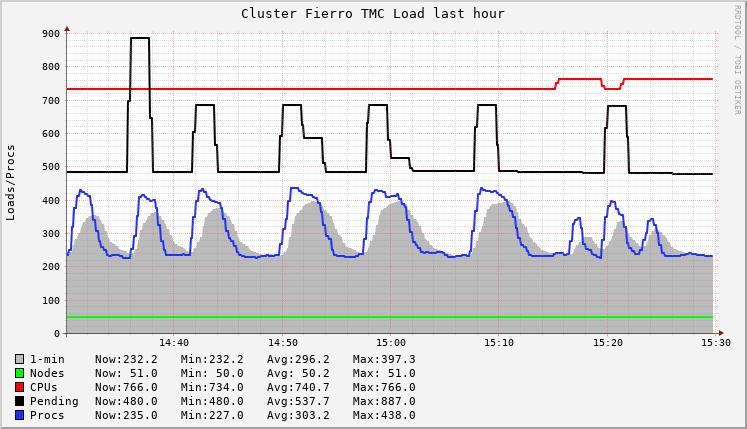 Cluster Fierro TMC Load last hour
RRDTOOL / TOBI OETIKER
Loads/Procs
900
800
700
600
500
400
300
200
100
0
14:40 14:50 15:00 15:10 15:20 15:30
1-min Now:232.2 Min:232.2 Avg:296.2 Max:397.3
Nodes Now: 51.0 Min: 50.0 Avg: 50.2 Max: 51.0
CPUs Now:766.0 Min:734.0 Avg:740.7 Max:766.0
Pending Now:480.0 Min:480.0 Avg:537.7 Max:887.0
Procs Now:235.0 Min:227.0 Avg:303.2 Max:438.0